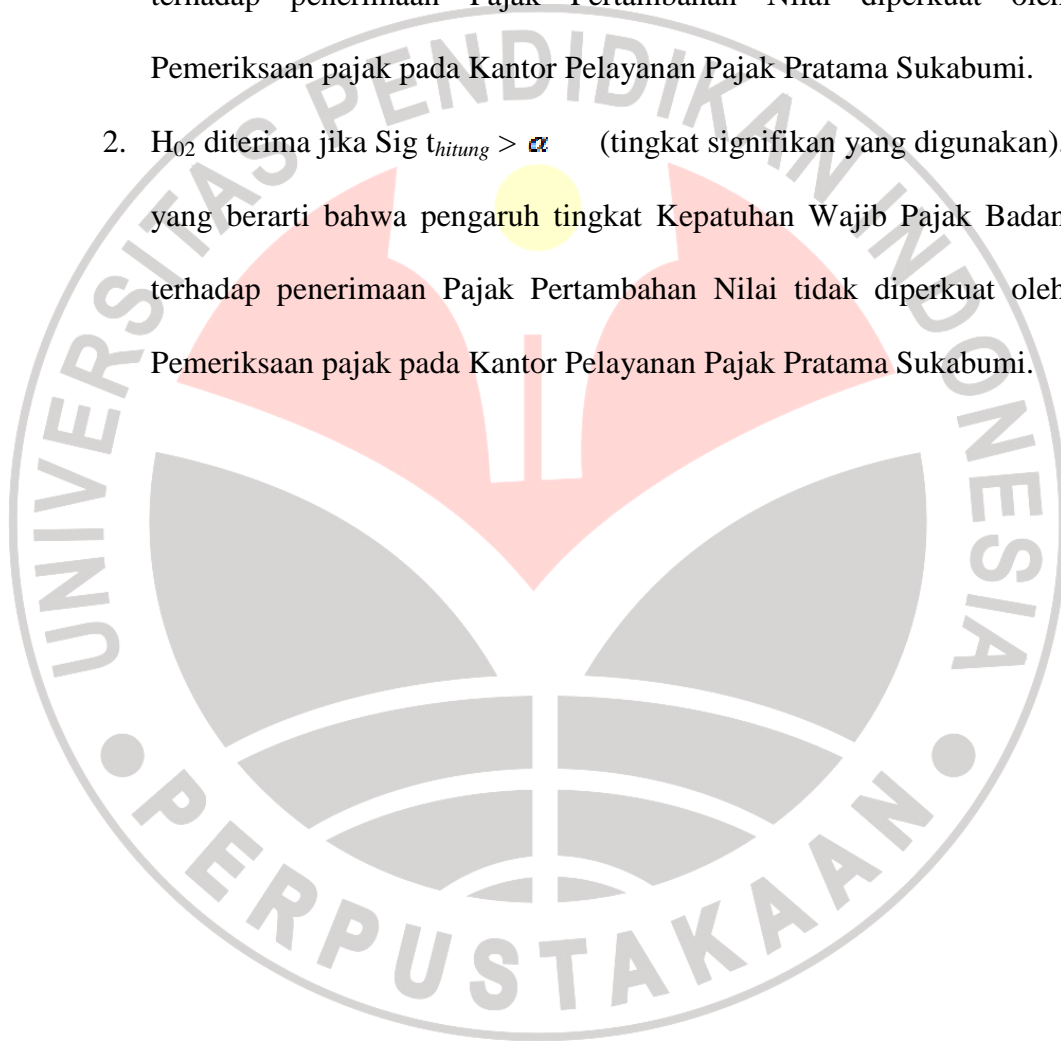 terhadap penerimaan Pajak Pertambahan Nilai diperkuat oleh
Pemeriksaan pajak pada Kantor Pelayanan Pajak Pratama Sukabumi.
2. H02 diterima jika Sig thitung > α (tingkat signifikan yang digunakan).
yang berarti bahwa pengaruh tingkat Kepatuhan Wajib Pajak Badan
terhadap penerimaan Pajak Pertambahan Nilai tidak diperkuat oleh
Pemeriksaan pajak pada Kantor Pelayanan Pajak Pratama Sukabumi.
UNIVERSITAS PENDIDIKAN INDONESIA
PERPUSTAKAAN